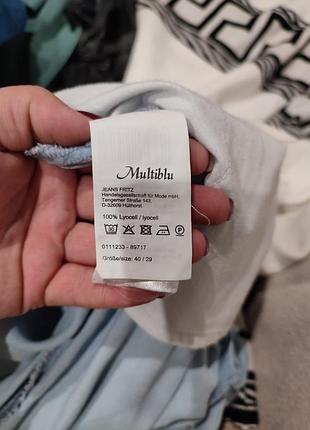 Multiblu
JEANS FRITZ
Handelsgesellschaft für Mode mbH,
Tengerner Straße 143,
D-32609 Hüllhorst
100% Lyocell / lyocell
0111233 - 89717
Größe/size: 40 / 29